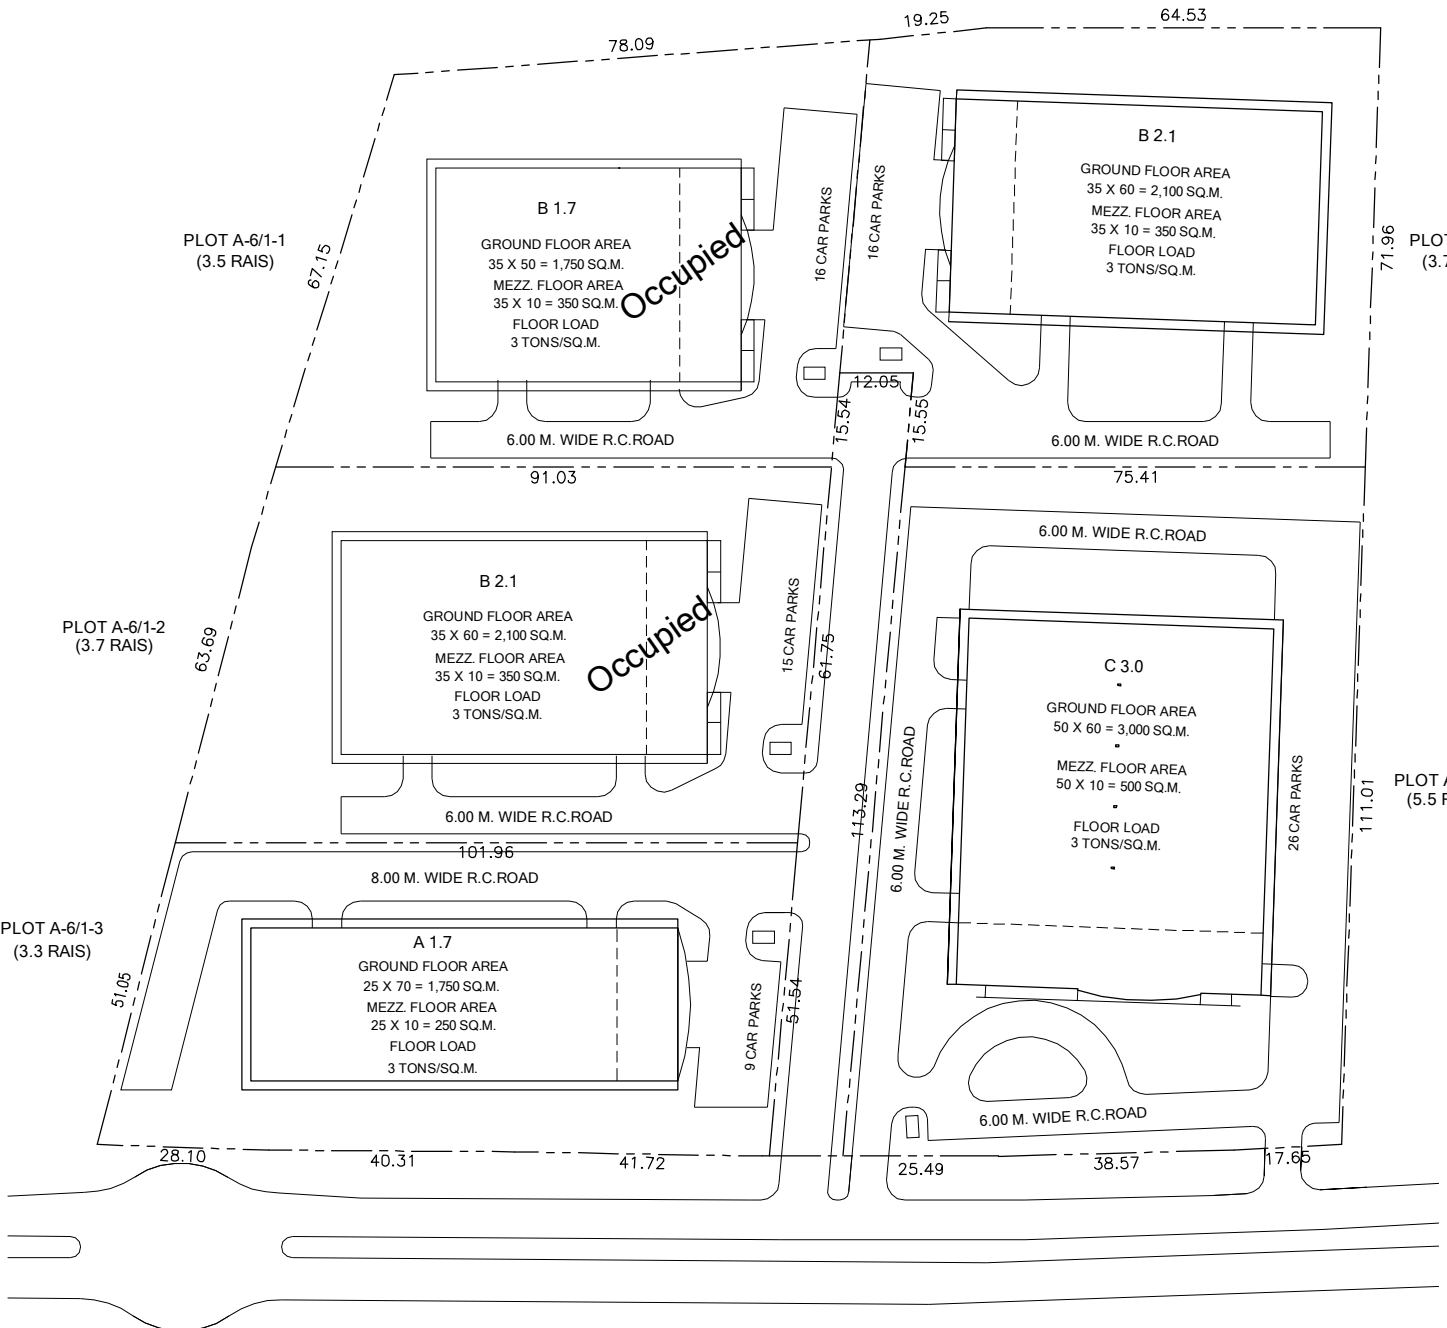 78.09
19.25
64.53
67.15
PLOT A-6/1-1
(3.5 RAIS)
B 1.7
GROUND FLOOR AREA
35 X 50 = 1,750 SQ.M.
MEZZ. FLOOR AREA
35 X 10 = 350 SQ.M.
FLOOR LOAD
3 TONS/SQ.M.
Occupied
16 CAR PARKS
16 CAR PARKS
B 2.1
GROUND FLOOR AREA
35 X 60 = 2,100 SQ.M.
MEZZ. FLOOR AREA
35 X 10 = 350 SQ.M.
FLOOR LOAD
3 TONS/SQ.M.
71.96
PLOT
(3.7
12.05
15.54
15.55
6.00 M. WIDE R.C.ROAD
6.00 M. WIDE R.C.ROAD
91.03
75.41
PLOT A-6/1-2
(3.7 RAIS)
63.69
B 2.1
GROUND FLOOR AREA
35 X 60 = 2,100 SQ.M.
MEZZ. FLOOR AREA
35 X 10 = 350 SQ.M.
FLOOR LOAD
3 TONS/SQ.M.
Occupied
15 CAR PARKS
61.75
6.00 M. WIDE R.C.ROAD
C 3.0
GROUND FLOOR AREA
50 X 60 = 3,000 SQ.M.
MEZZ. FLOOR AREA
50 X 10 = 500 SQ.M.
FLOOR LOAD
3 TONS/SQ.M.
113.29
6.00 M. WIDE R.C.ROAD
26 CAR PARKS
111.01
PLOT
(5.5
6.00 M. WIDE R.C.ROAD
101.96
8.00 M. WIDE R.C.ROAD
PLOT A-6/1-3
(3.3 RAIS)
51.05
A 1.7
GROUND FLOOR AREA
25 X 70 = 1,750 SQ.M.
MEZZ. FLOOR AREA
25 X 10 = 250 SQ.M.
FLOOR LOAD
3 TONS/SQ.M.
9 CAR PARKS
51.54
6.00 M. WIDE R.C.ROAD
28.10
40.31
41.72
25.49
38.57
17.65